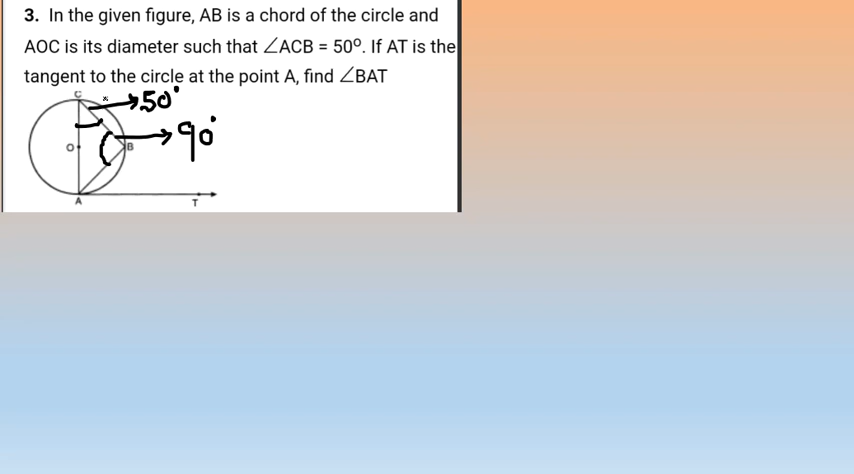 3. In the given figure, AB is a chord of the circle and
AOC is its diameter such that ∠ACB = 50º. If AT is the
tangent to the circle at the point A, find ∠BAT
C
50°
90°
O
B
A
T